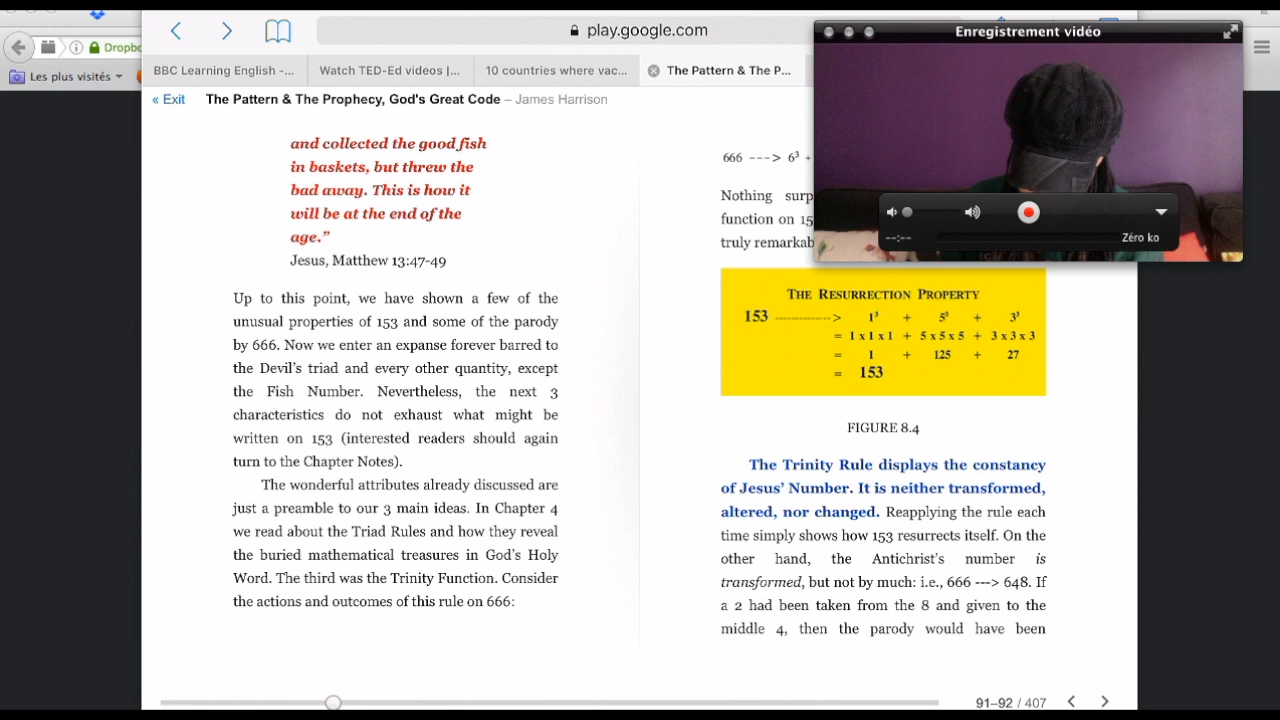 play.google.com
Enregistrement vidéo
Dropbo
Les plus visités
BBC Learning English -...
Watch TED-Ed videos |...
10 countries where vac...
The Pattern & The P...
« Exit
The Pattern & The Prophecy, God's Great Code – James Harrison
--:--
Zéro ko
and collected the good fish
in baskets, but threw the
bad away. This is how it
will be at the end of the
age.”
Jesus, Matthew 13:47-49
Up to this point, we have shown a few of the
unusual properties of 153 and some of the parody
by 666. Now we enter an expanse forever barred to
the Devil’s triad and every other quantity, except
the Fish Number. Nevertheless, the next 3
characteristics do not exhaust what might be
written on 153 (interested readers should again
turn to the Chapter Notes).
The wonderful attributes already discussed are
just a preamble to our 3 main ideas. In Chapter 4
we read about the Triad Rules and how they reveal
the buried mathematical treasures in God’s Holy
Word. The third was the Trinity Function. Consider
the actions and outcomes of this rule on 666:
666 ---> 6³ +
Nothing surp
function on 15
truly remarkab
THE RESURRECTION PROPERTY
153 -------------> 1³ + 5³ + 3³
= 1 x 1 x 1 + 5 x 5 x 5 + 3 x 3 x 3
= 1 + 125 + 27
= 153
FIGURE 8.4
The Trinity Rule displays the constancy
of Jesus’ Number. It is neither transformed,
altered, nor changed. Reapplying the rule each
time simply shows how 153 resurrects itself. On the
other hand, the Antichrist’s number is
transformed, but not by much: i.e., 666 ---> 648. If
a 2 had been taken from the 8 and given to the
middle 4, then the parody would have been
91–92 / 407